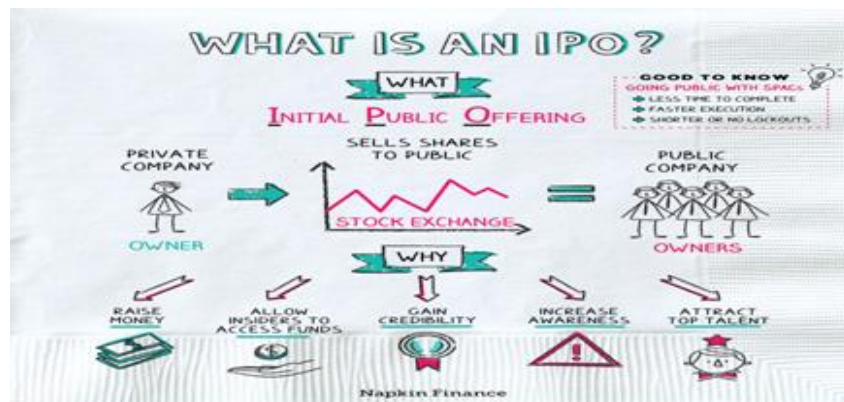 WHAT IS AN IPO?
WHAT
INITIAL PUBLIC OFFERING
GOOD TO KNOW
GOING PUBLIC WITH SPACS
LESS TIME TO COMPLETE
FASTER EXECUTION
SHORTER OR NO LOCKOUTS
PRIVATE
COMPANY
OWNER
SELLS SHARES
TO PUBLIC
STOCK EXCHANGE
PUBLIC
COMPANY
OWNERS
WHY
RAISE
MONEY
ALLOW
INSIDERS TO
ACCESS FUNDS
GAIN
CREDIBILITY
INCREASE
AWARENESS
ATTRACT
TOP TALENT
Napkin Finance